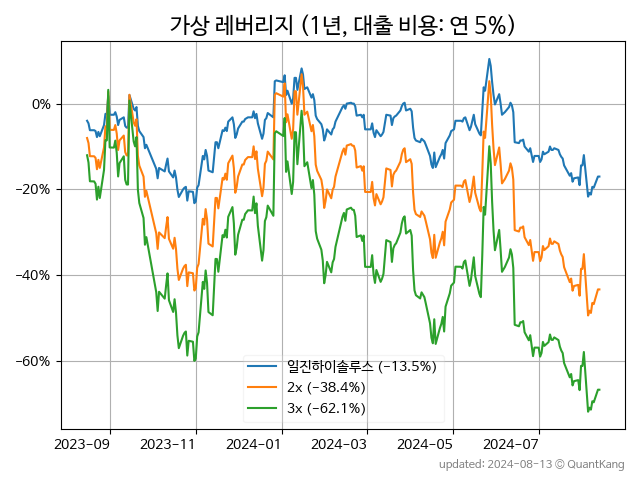 가상 레버리지 (1년, 대출 비용: 연 5%)
0%
−20%
−40%
−60%
일진하이솔루스 (−13.5%)
2x (−38.4%)
3x (−62.1%)
2023-09 2023-11 2024-01 2024-03 2024-05 2024-07
updated: 2024-08-13 © QuantKang